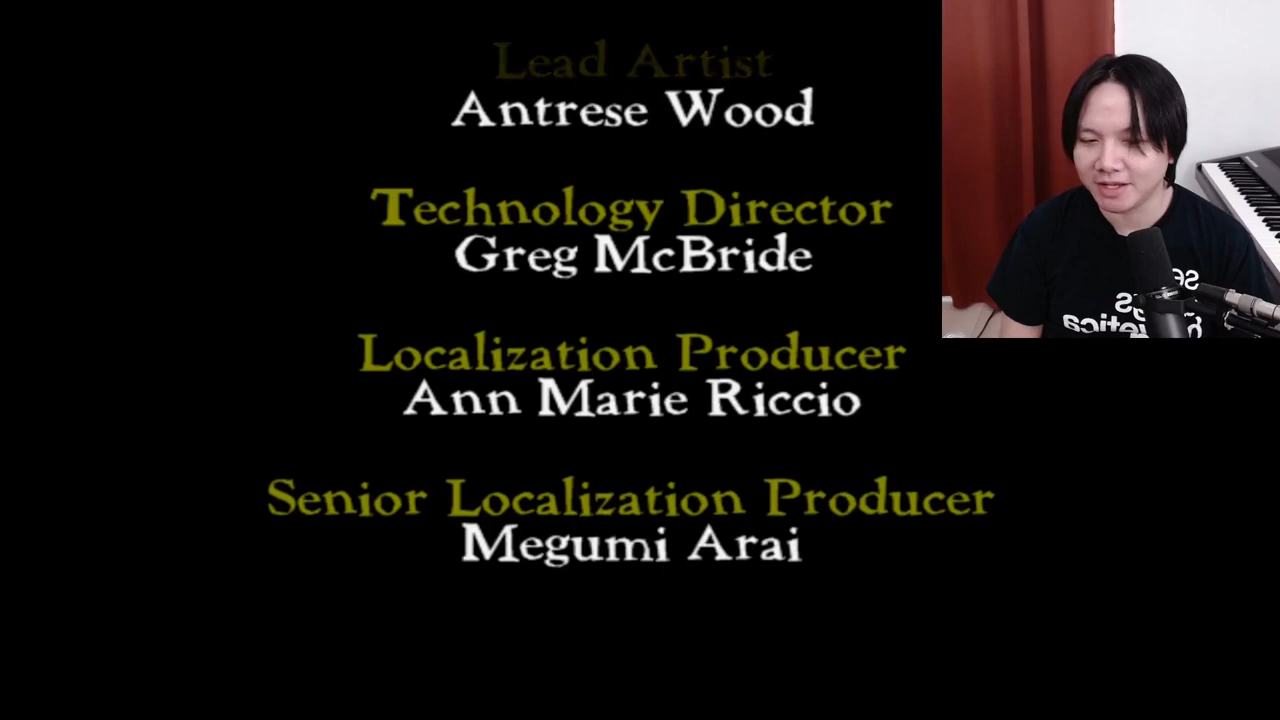 Lead Artist
Antrese Wood
Technology Director
Greg McBride
Localization Producer
Ann Marie Riccio
Senior Localization Producer
Megumi Arai